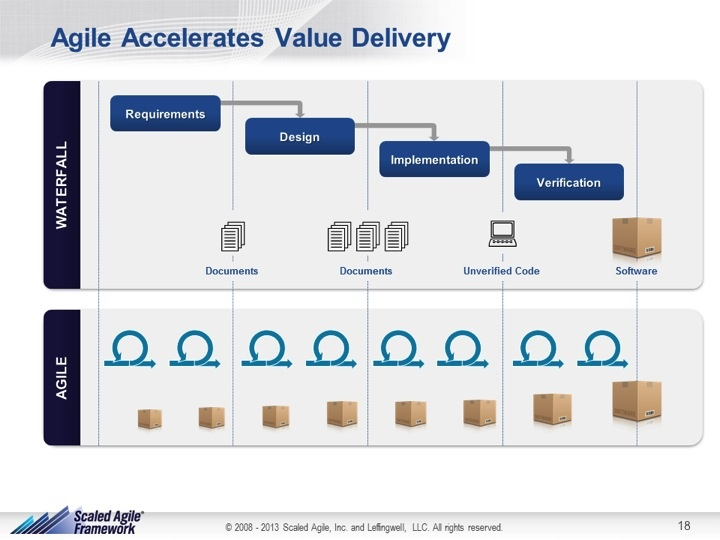 Agile Accelerates Value Delivery
WATERFALL
Requirements
Design
Implementation
Verification
Documents
Documents
Unverified Code
Software
AGILE
Scaled Agile®
Framework
© 2008 - 2013 Scaled Agile, Inc. and Leffingwell, LLC. All rights reserved.
18